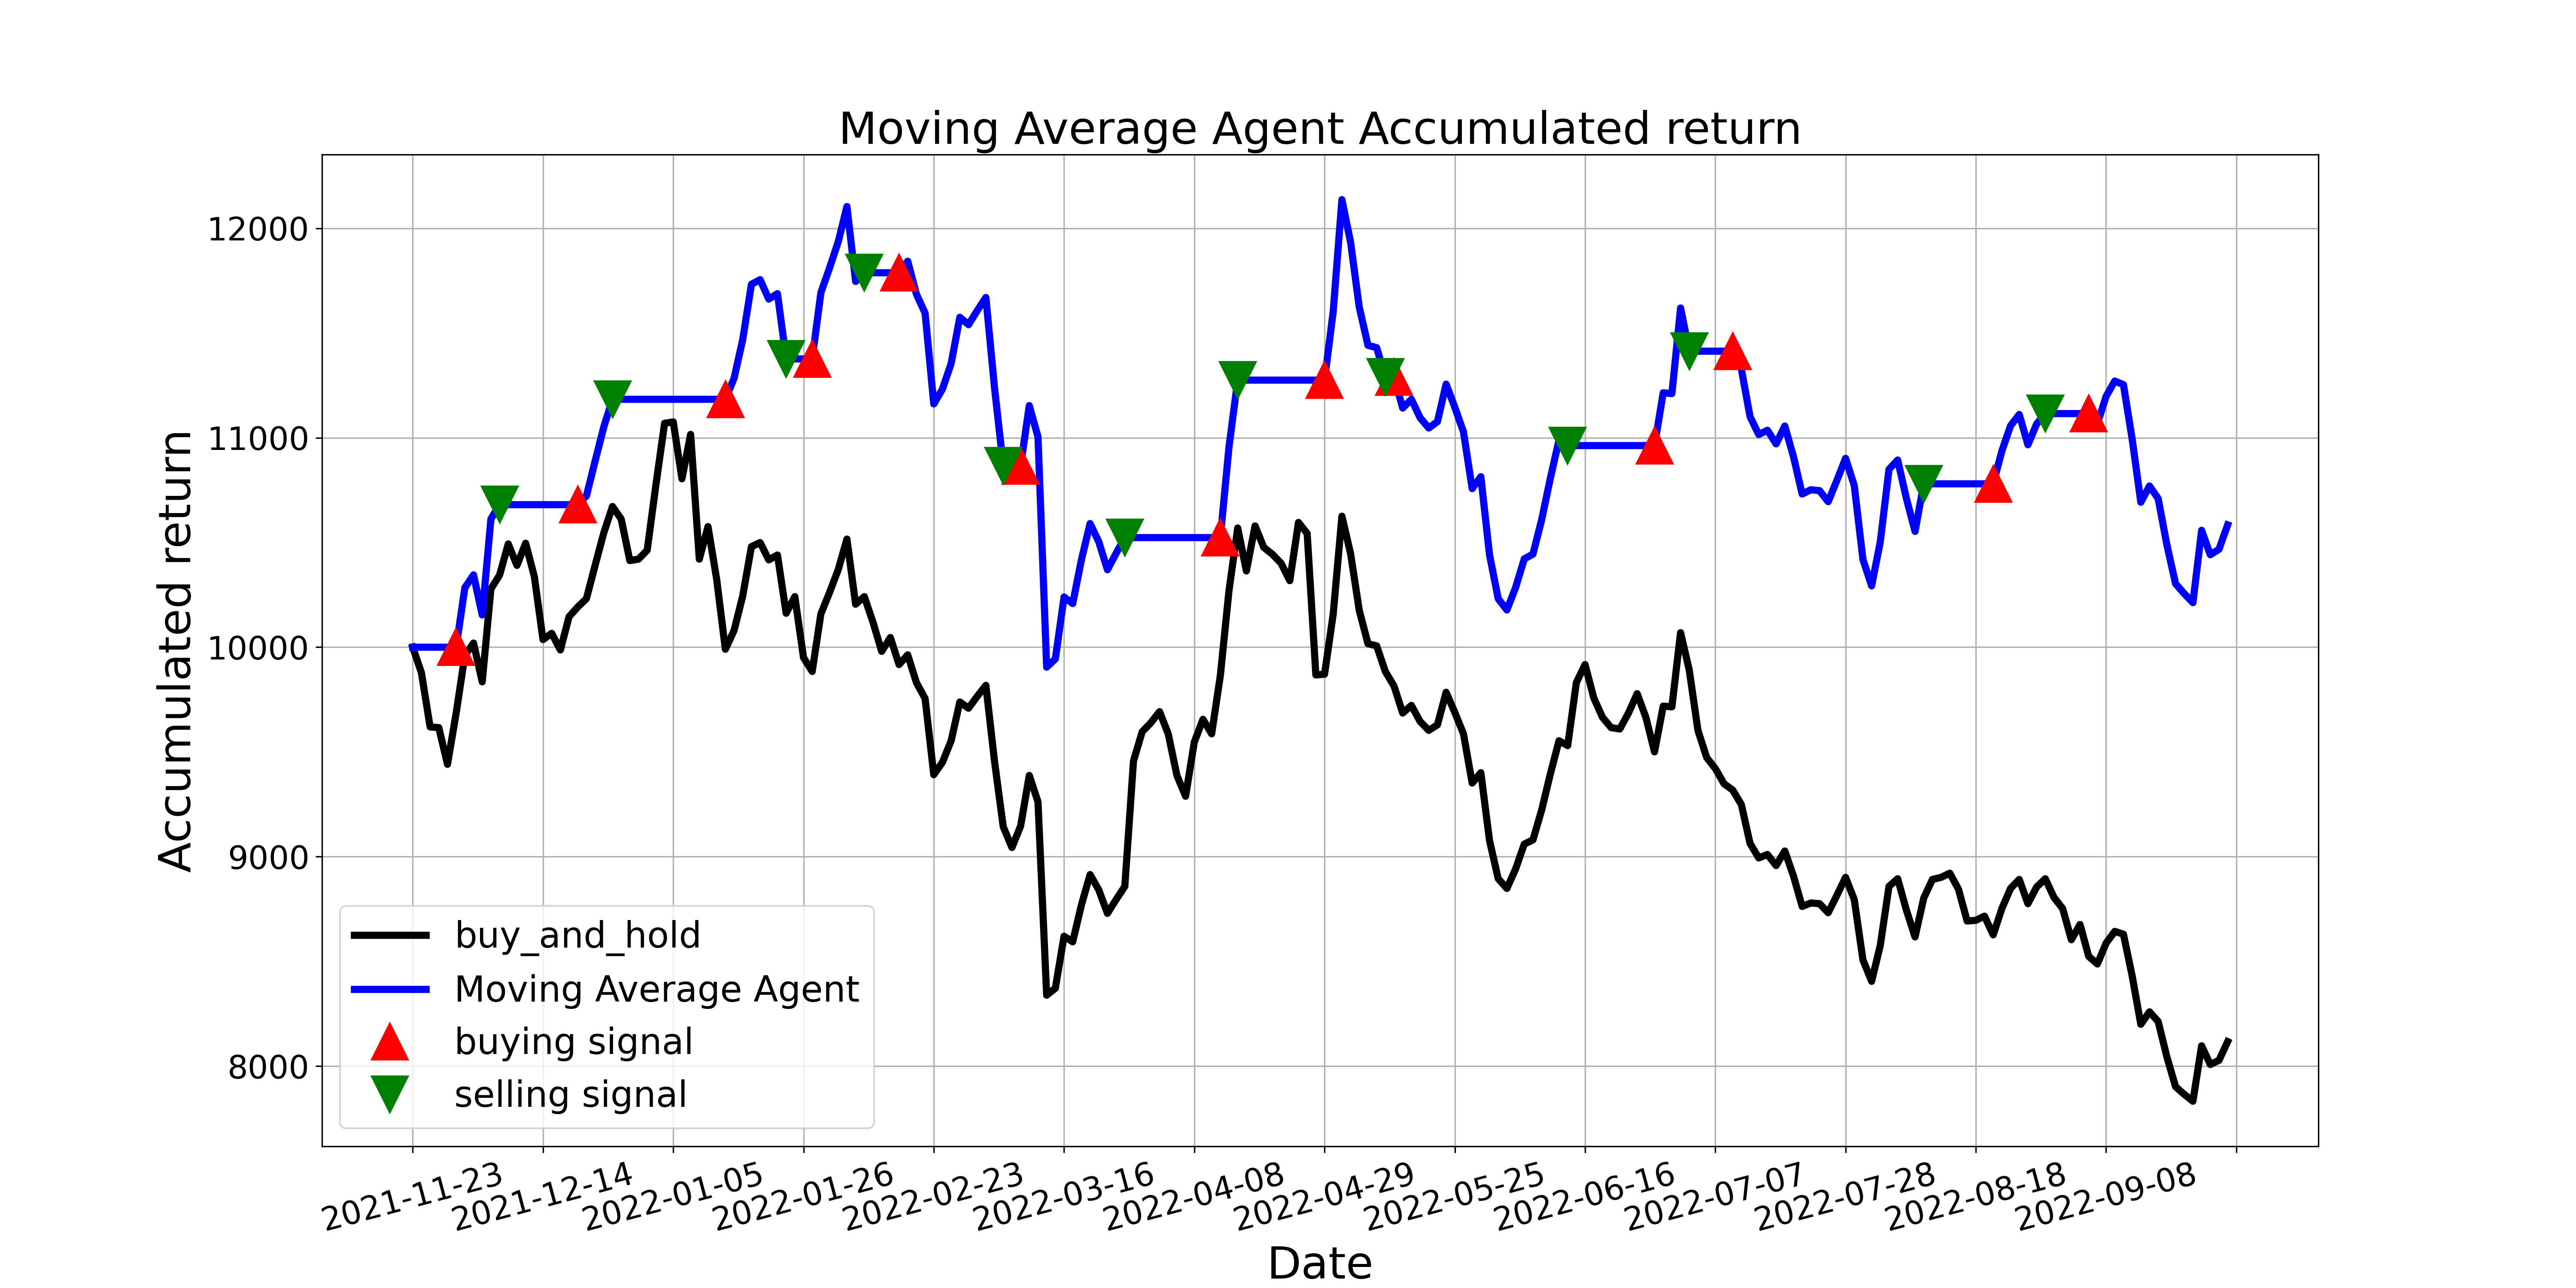 Moving Average Agent Accumulated return
Accumulated return
12000
11000
10000
9000
8000
buy_and_hold
Moving Average Agent
buying signal
selling signal
2021-11-23
2021-12-14
2022-01-05
2022-01-26
2022-02-23
2022-03-16
2022-04-08
2022-04-29
2022-05-25
2022-06-16
2022-07-07
2022-07-28
2022-08-18
2022-09-08
Date